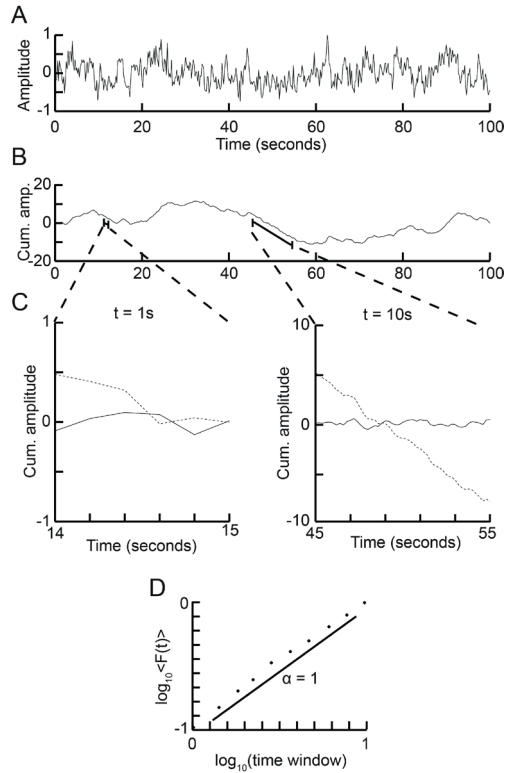 A
Amplitude
1
0
-1
0 20 40 60 80 100
Time (seconds)
B
Cum. amp.
20
0
-20
0 20 40 60 80 100
C
t = 1s
t = 10s
Cum. amplitude
1
0
-1
14 15
Time (seconds)
Cum. amplitude
10
0
-10
45 55
Time (seconds)
D
log10<F(t)>
0
-1
α = 1
0 1
log10(time window)